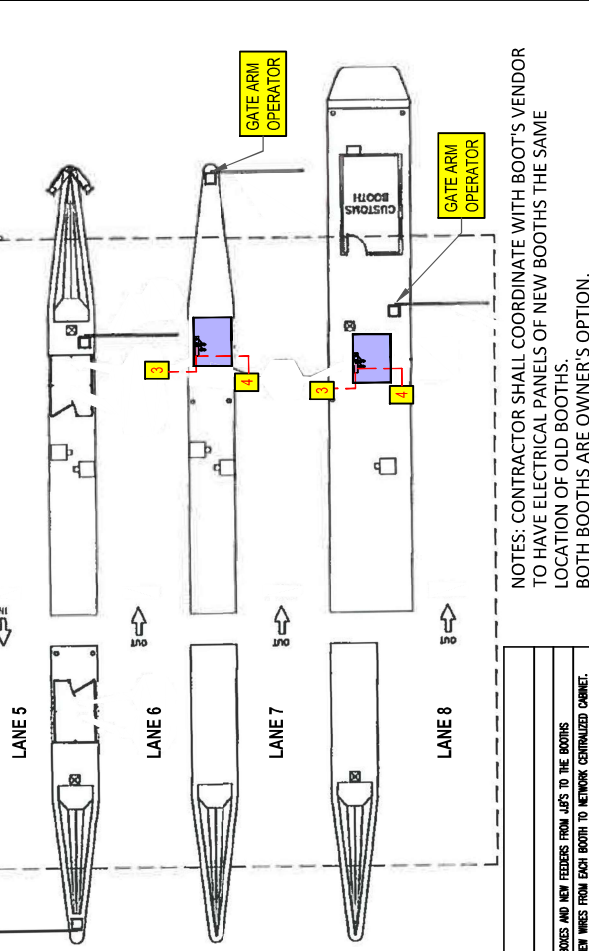 GATE ARM
OPERATOR
GATE ARM
OPERATOR
CUSTOMS
BOOTH
3
4
3
4
OUT
OUT
OUT
LANE 5
LANE 6
LANE 7
LANE 8
NOTES: CONTRACTOR SHALL COORDINATE WITH BOOT'S VENDOR
TO HAVE ELECTRICAL PANELS OF NEW BOOTHS THE SAME
LOCATION OF OLD BOOTHS.
BOTH BOOTHS ARE OWNER'S OPTION.
BOXES AND NEW FEEDERS FROM J.B'S TO THE BOOTHS
EW WIRES FROM EACH BOOTH TO NETWORK CENTRALIZED CABINET.